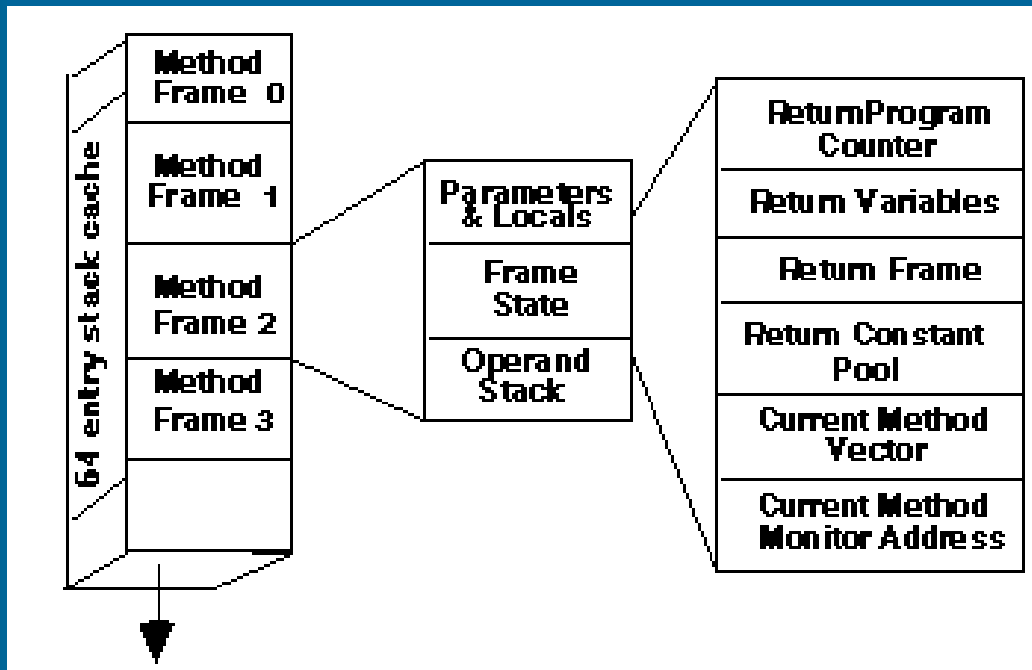 64 entry stack cache
Method
Frame 0
Method
Frame 1
Method
Frame 2
Method
Frame 3
Parameters
& Locals
Frame
State
Operand
Stack
ReturnProgram
Counter
Return Variables
Return Frame
Return Constant
Pool
Current Method
Vector
Current Method
Monitor Address